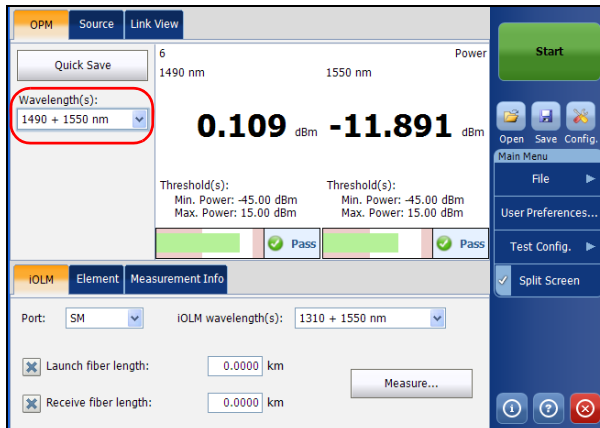 OPM Source Link View
Quick Save
Wavelength(s):
1490 + 1550 nm
6 Power
1490 nm 1550 nm
0.109 dBm -11.891 dBm
Threshold(s): Threshold(s):
Min. Power: -45.00 dBm Min. Power: -45.00 dBm
Max. Power: 15.00 dBm Max. Power: 15.00 dBm
Pass Pass
iOLM Element Measurement Info
Port: SM iOLM wavelength(s): 1310 + 1550 nm
Launch fiber length: 0.0000 km
Measure...
Receive fiber length: 0.0000 km
Start
Open Save Config.
Main Menu
File
User Preferences...
Test Config.
Split Screen